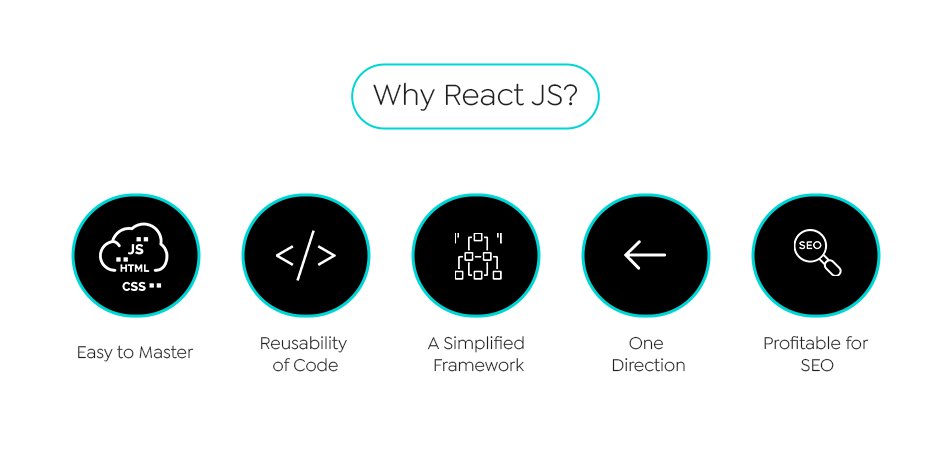 Why React JS?
JS
HTML
CSS
</>
SEO
Easy to Master
Reusability
of Code
A Simplified
Framework
One
Direction
Profitable for
SEO